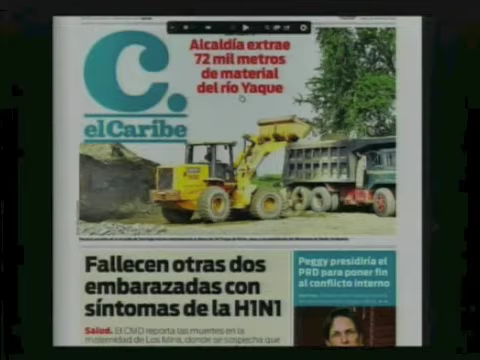 Alcaldía extrae
72 mil metros
de material
del río Yaque
C.
elCaribe
Fallecen otras dos
embarazadas con
síntomas de la H1N1
Salud. El CMD reporta las muertes en la
maternidad de Los Mina, donde se sospecha que
Peggy presidiría el
PRD para poner fin
al conflicto interno